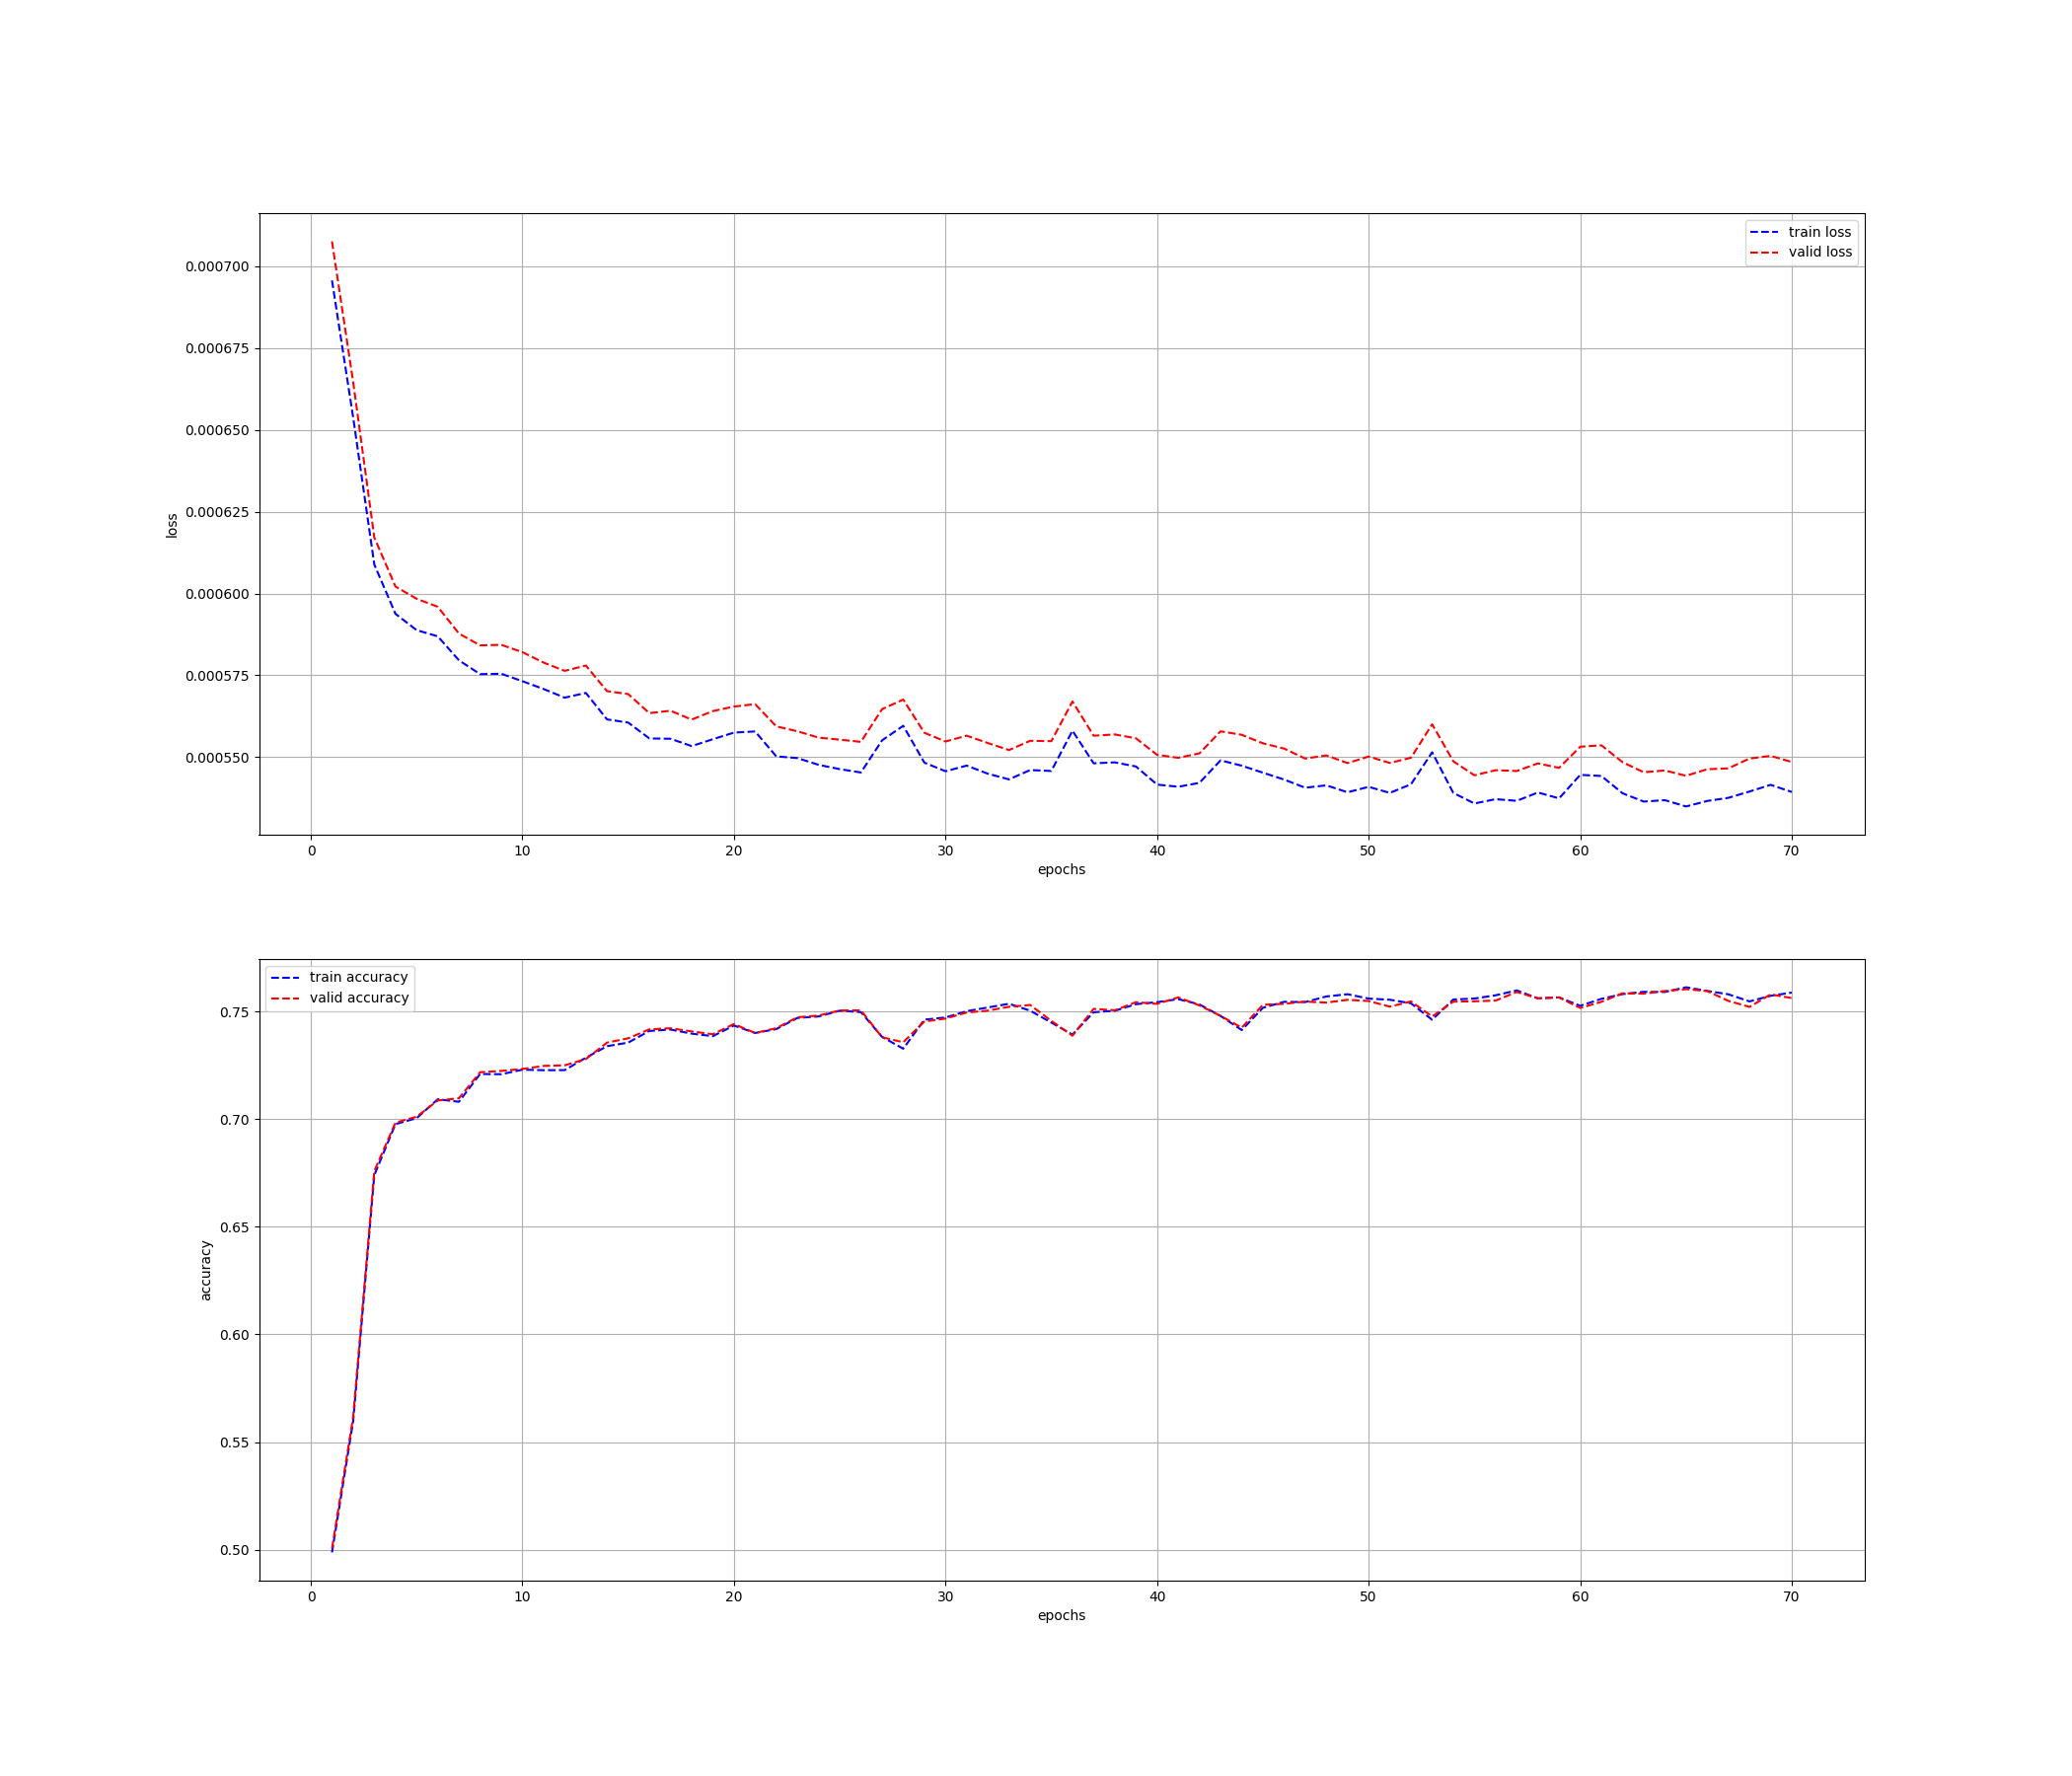 train loss
valid loss
0.000700
0.000675
0.000650
0.000625
0.000600
0.000575
0.000550
loss
0 10 20 30 40 50 60 70
epochs
train accuracy
valid accuracy
0.75
0.70
0.65
0.60
0.55
0.50
accuracy
0 10 20 30 40 50 60 70
epochs